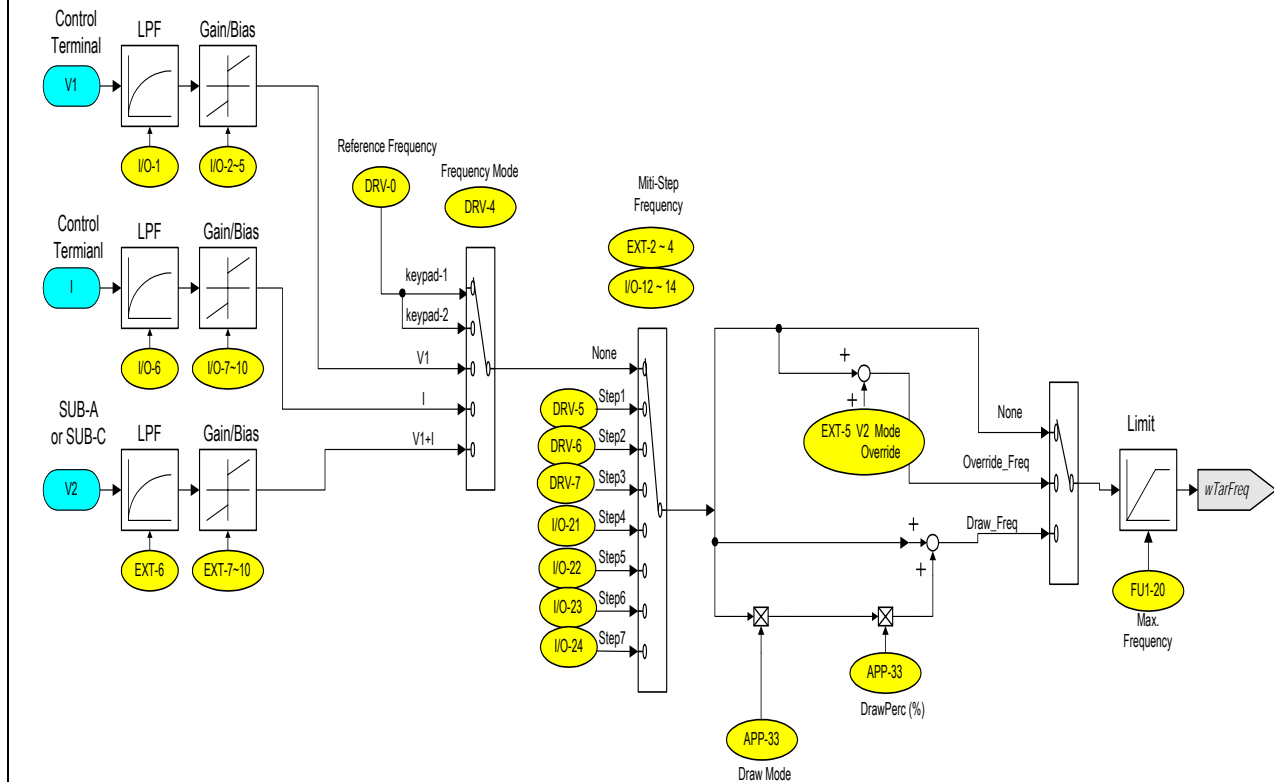 Control
Terminal
LPF
Gain/Bias
V1
I/O-1
I/O-2~5
Control
Termianl
LPF
Gain/Bias
I
I/O-6
I/O-7~10
SUB-A
or SUB-C
LPF
Gain/Bias
V2
EXT-6
EXT-7~10
Reference Frequency
DRV-0
Frequency Mode
DRV-4
keypad-1
keypad-2
V1
I
V1+I
Miti-Step
Frequency
EXT-2 ~ 4
I/O-12 ~ 14
None
DRV-5
Step1
DRV-6
Step2
DRV-7
Step3
I/O-21
Step4
I/O-22
Step5
I/O-23
Step6
I/O-24
Step7
+
+
EXT-5 V2 Mode
Override
+
+
APP-33
Draw Mode
APP-33
DrawPerc (%)
None
Override_Freq
Draw_Freq
Limit
FU1-20
Max.
Frequency
wTarFreq